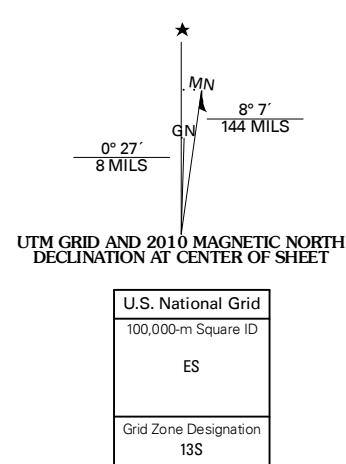 MN
8° 7´
144 MILS
GN
0° 27´
8 MILS
UTM GRID AND 2010 MAGNETIC NORTH
DECLINATION AT CENTER OF SHEET
U.S. National Grid
100,000-m Square ID
ES
Grid Zone Designation
13S